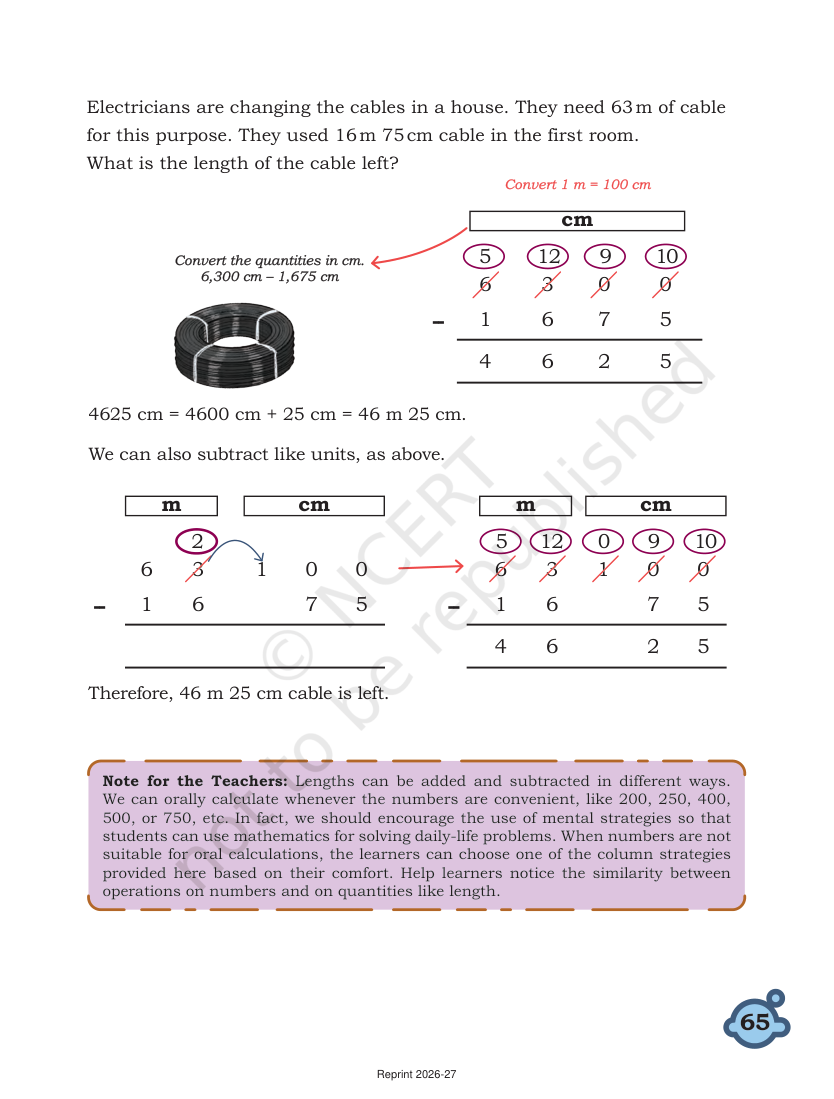 Electricians are changing the cables in a house. They need 63 m of cable
for this purpose. They used 16 m 75 cm cable in the first room.
What is the length of the cable left?
Convert 1 m = 100 cm
cm
Convert the quantities in cm.
6,300 cm – 1,675 cm
5 12 9 10
6 3 0 0
– 1 6 7 5
4 6 2 5
4625 cm = 4600 cm + 25 cm = 46 m 25 cm.
We can also subtract like units, as above.
m cm
2
6 3 1 0 0
– 1 6 7 5
m cm
5 12 0 9 10
6 3 1 0 0
– 1 6 7 5
4 6 2 5
Therefore, 46 m 25 cm cable is left.
Note for the Teachers: Lengths can be added and subtracted in different ways.
We can orally calculate whenever the numbers are convenient, like 200, 250, 400,
500, or 750, etc. In fact, we should encourage the use of mental strategies so that
students can use mathematics for solving daily-life problems. When numbers are not
suitable for oral calculations, the learners can choose one of the column strategies
provided here based on their comfort. Help learners notice the similarity between
operations on numbers and on quantities like length.
© NCERT
not to be republished
65
Reprint 2026-27